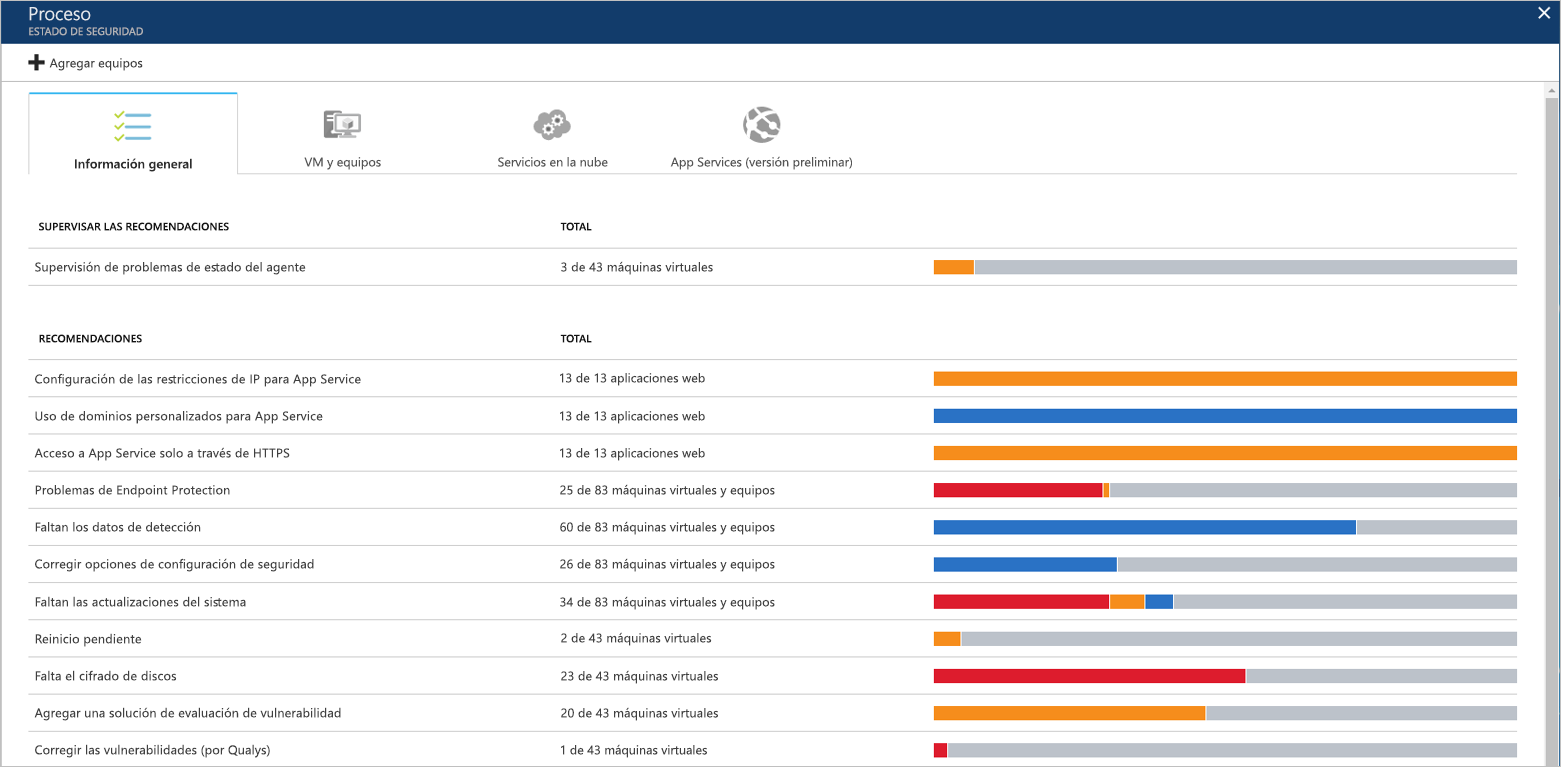 Proceso
ESTADO DE SEGURIDAD
Agregar equipos
Información general
VM y equipos
Servicios en la nube
App Services (versión preliminar)
SUPERVISAR LAS RECOMENDACIONES TOTAL
Supervisión de problemas de estado del agente 3 de 43 máquinas virtuales
RECOMENDACIONES TOTAL
Configuración de las restricciones de IP para App Service 13 de 13 aplicaciones web
Uso de dominios personalizados para App Service 13 de 13 aplicaciones web
Acceso a App Service solo a través de HTTPS 13 de 13 aplicaciones web
Problemas de Endpoint Protection 25 de 83 máquinas virtuales y equipos
Faltan los datos de detección 60 de 83 máquinas virtuales y equipos
Corregir opciones de configuración de seguridad 26 de 83 máquinas virtuales y equipos
Faltan las actualizaciones del sistema 34 de 83 máquinas virtuales y equipos
Reinicio pendiente 2 de 43 máquinas virtuales
Falta el cifrado de discos 23 de 43 máquinas virtuales
Agregar una solución de evaluación de vulnerabilidad 20 de 43 máquinas virtuales
Corregir las vulnerabilidades (por Qualys) 1 de 43 máquinas virtuales